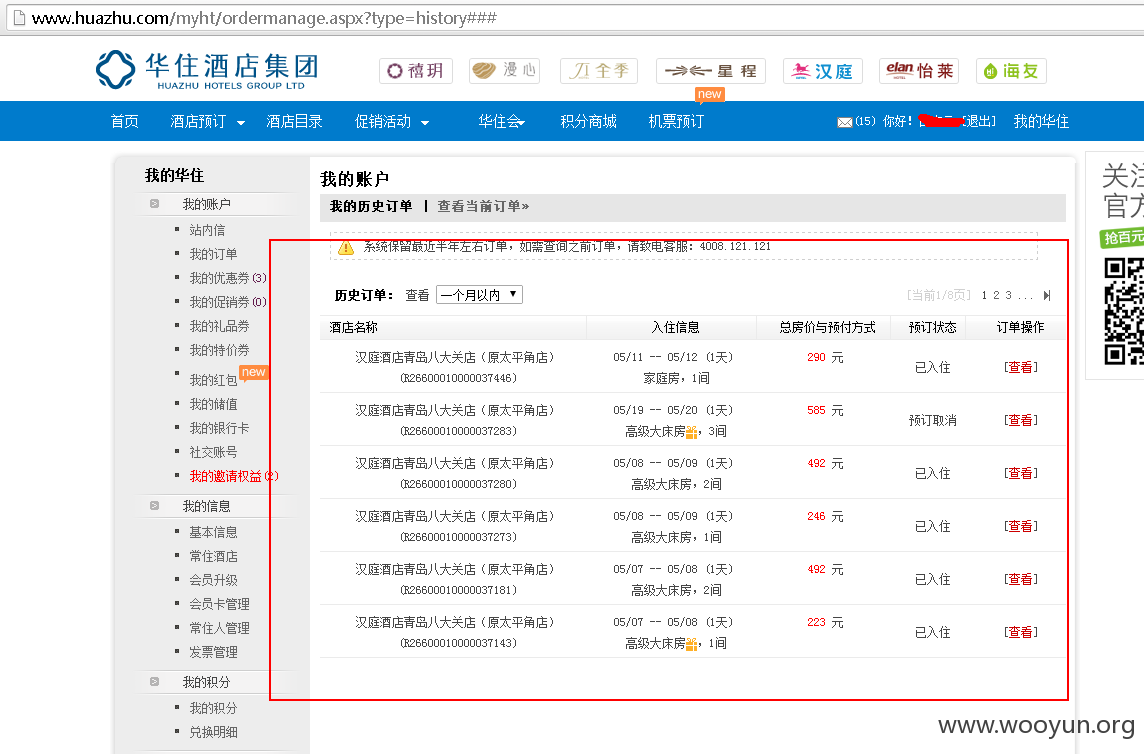 www.huazhu.com/myht/ordermanage.aspx?type=history###
华住酒店集团
HUAZHU HOTELS GROUP LTD
禧玥 漫心 全季 星程 汉庭 elan HOTEL 怡莱 海友
new
首页 酒店预订 酒店目录 促销活动 华住会 积分商城 机票预订 (15) 你好! [退出] 我的华住
我的华住
我的账户
站内信
我的订单
我的优惠券(3)
我的促销券(0)
我的礼品券
我的特价券
我的红包 new
我的储值
我的银行卡
社交账号
我的邀请权益(2)
我的信息
基本信息
常住酒店
会员升级
会员卡管理
常住人管理
发票管理
我的积分
我的积分
兑换明细
我的账户
我的历史订单 | 查看当前订单»
系统保留最近半年左右订单，如需查询之前订单，请致电客服：4008.121.121
历史订单： 查看 一个月以内 ▼ [当前1/8页] 1 2 3 ...
酒店名称 入住信息 总房价与预付方式 预订状态 订单操作
汉庭酒店青岛八大关店（原太平角店） 05/11 -- 05/12 (1天) 290 元
(R26600010000037446) 家庭房，1间 已入住 [查看]
汉庭酒店青岛八大关店（原太平角店） 05/19 -- 05/20 (1天) 585 元
(R26600010000037283) 高级大床房，3间 预订取消 [查看]
汉庭酒店青岛八大关店（原太平角店） 05/08 -- 05/09 (1天) 492 元
(R26600010000037280) 高级大床房，2间 已入住 [查看]
汉庭酒店青岛八大关店（原太平角店） 05/08 -- 05/09 (1天) 246 元
(R26600010000037273) 高级大床房，1间 已入住 [查看]
汉庭酒店青岛八大关店（原太平角店） 05/07 -- 05/08 (1天) 492 元
(R26600010000037181) 高级大床房，2间 已入住 [查看]
汉庭酒店青岛八大关店（原太平角店） 05/07 -- 05/08 (1天) 223 元
(R26600010000037143) 高级大床房，1间 已入住 [查看]
关注
官方
抢百元
www.wooyun.org